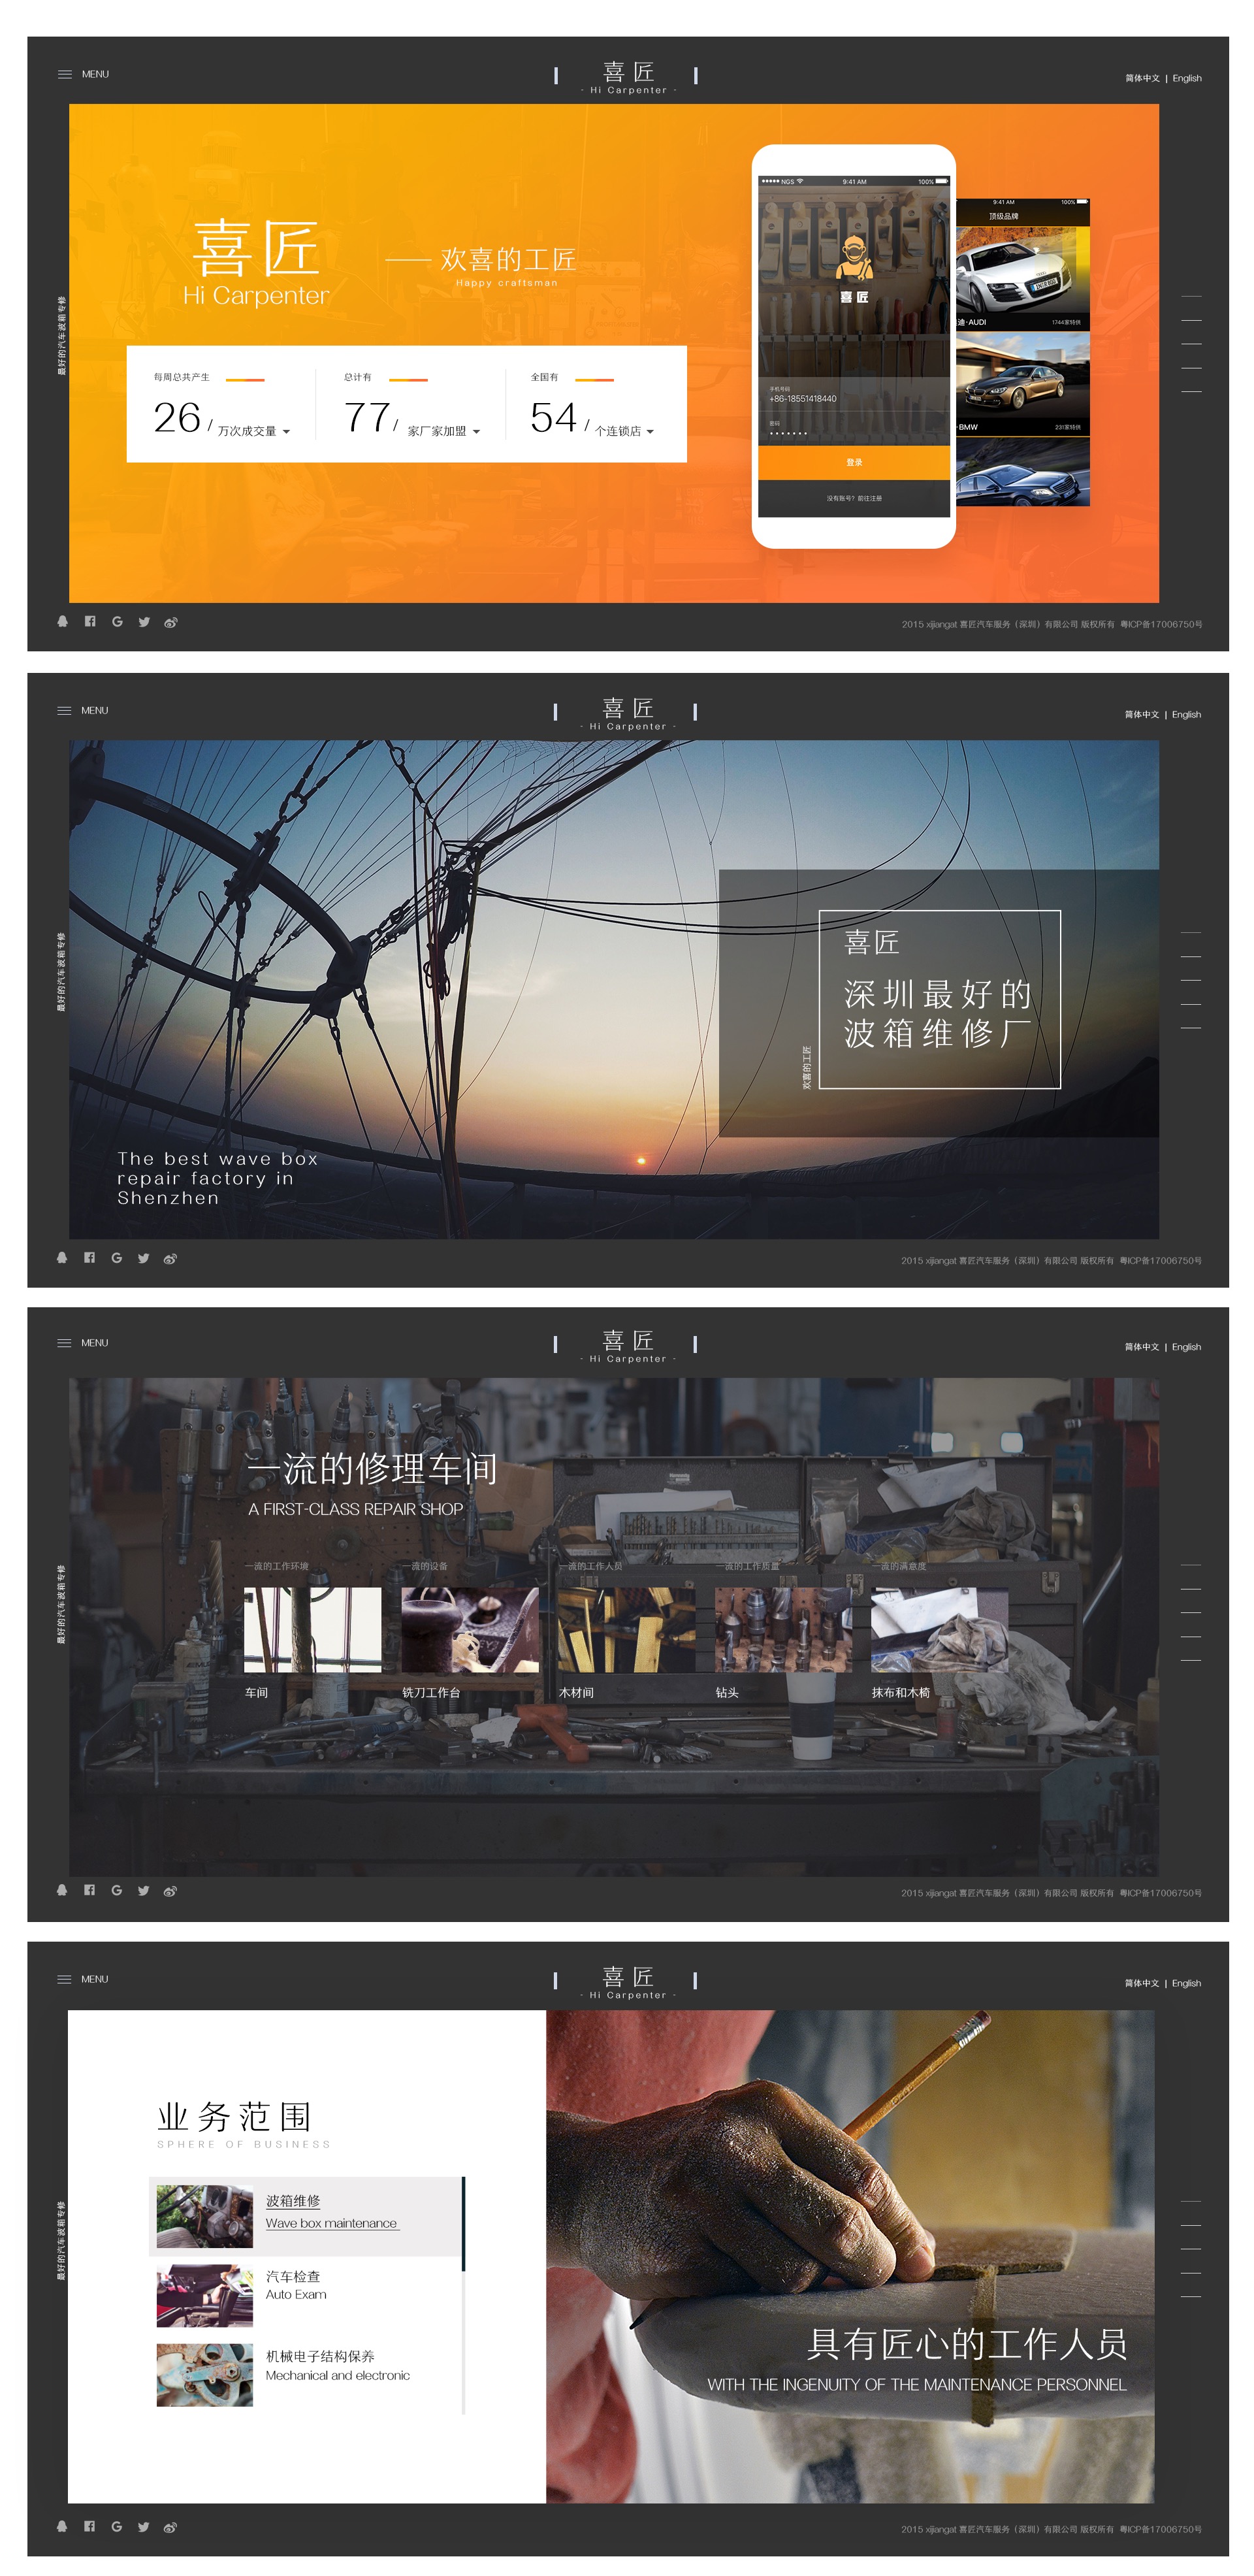 MENU
喜匠
- Hi Carpenter -
简体中文 | English
最好的汽车波箱专修
喜匠
Hi Carpenter
欢喜的工匠
Happy craftsman
每周总共产生
26 / 万次成交量
总计有
77 / 家厂家加盟
全国有
54 / 个连锁店
NGS 9:41 AM 100%
喜匠
手机号码
+86-18551418440
密码
登录
没有账号? 前往注册
9:41 AM 100%
顶级品牌
迪·AUDI 1744家特供
·BMW 231家特供
2015 xijiangat 喜匠汽车服务（深圳）有限公司 版权所有 粤ICP备17006750号
MENU
喜匠
- Hi Carpenter -
简体中文 | English
最好的汽车波箱专修
喜匠
深圳最好的
波箱维修厂
欢喜的工匠
The best wave box
repair factory in
Shenzhen
2015 xijiangat 喜匠汽车服务（深圳）有限公司 版权所有 粤ICP备17006750号
MENU
喜匠
- Hi Carpenter -
简体中文 | English
最好的汽车波箱专修
一流的修理车间
A FIRST-CLASS REPAIR SHOP
一流的工作环境
一流的设备
一流的工作人员
一流的工作质量
一流的满意度
车间
铣刀工作台
木材间
钻头
抹布和木椅
2015 xijiangat 喜匠汽车服务（深圳）有限公司 版权所有 粤ICP备17006750号
MENU
喜匠
- Hi Carpenter -
简体中文 | English
最好的汽车波箱专修
业务范围
SPHERE OF BUSINESS
波箱维修
Wave box maintenance
汽车检查
Auto Exam
机械电子结构保养
Mechanical and electronic
具有匠心的工作人员
WITH THE INGENUITY OF THE MAINTENANCE PERSONNEL
2015 xijiangat 喜匠汽车服务（深圳）有限公司 版权所有 粤ICP备17006750号